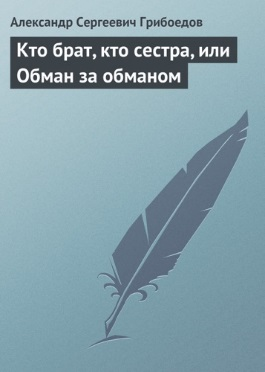 Александр Сергеевич Грибоедов
Кто брат, кто сестра, или
Обман за обманом